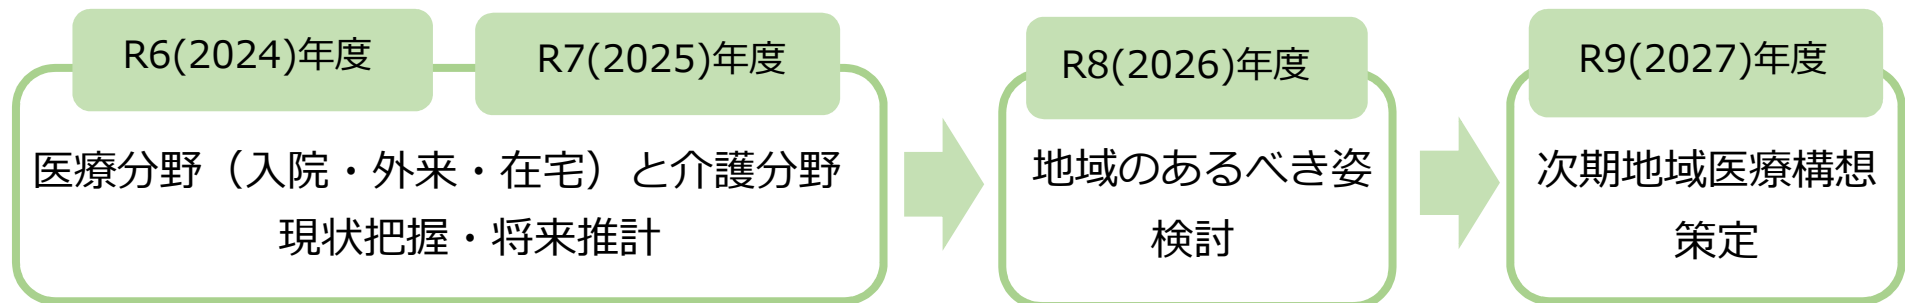 R6(2024)年度
R7(2025)年度
医療分野（入院・外来・在宅）と介護分野
現状把握・将来推計
R8(2026)年度
地域のあるべき姿
検討
R9(2027)年度
次期地域医療構想
策定